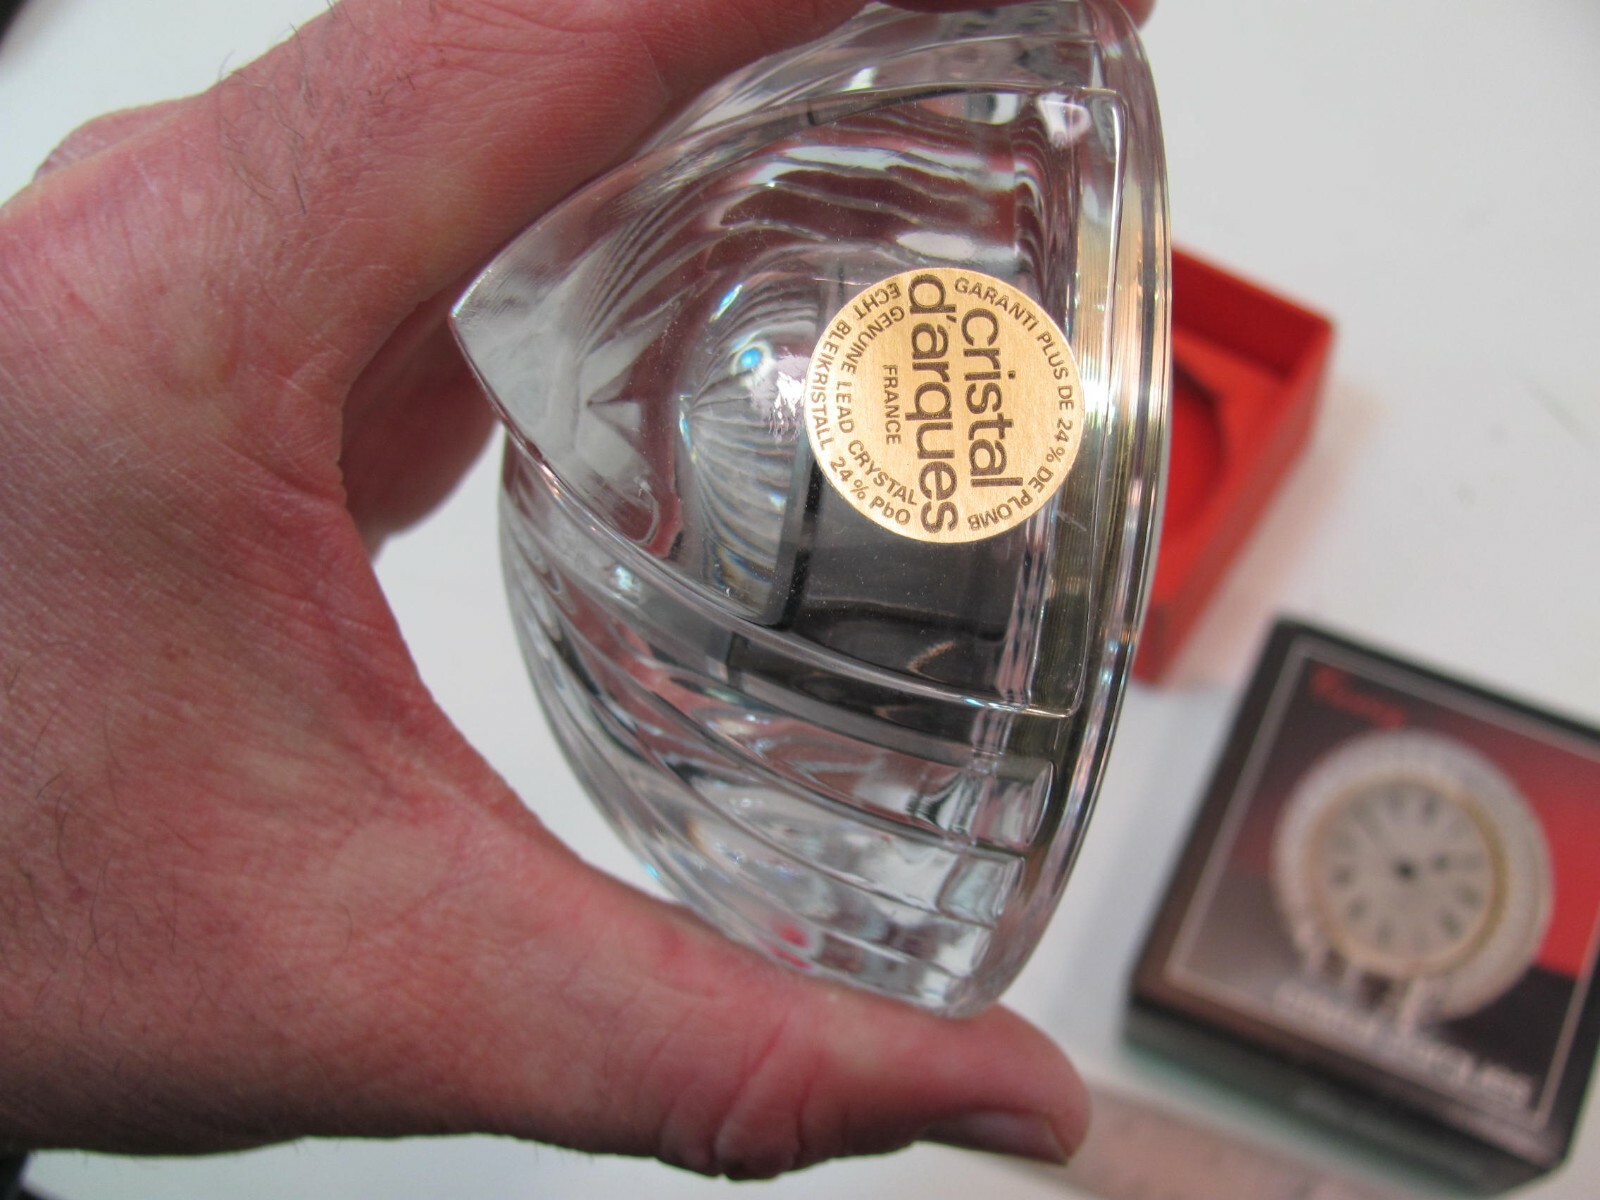 GARANTI PLUS DE 24% DE PLOMB
cristal
d'arques
FRANCE
GENUINE LEAD CRYSTAL
ECHT BLEIKRISTALL 24% PbO